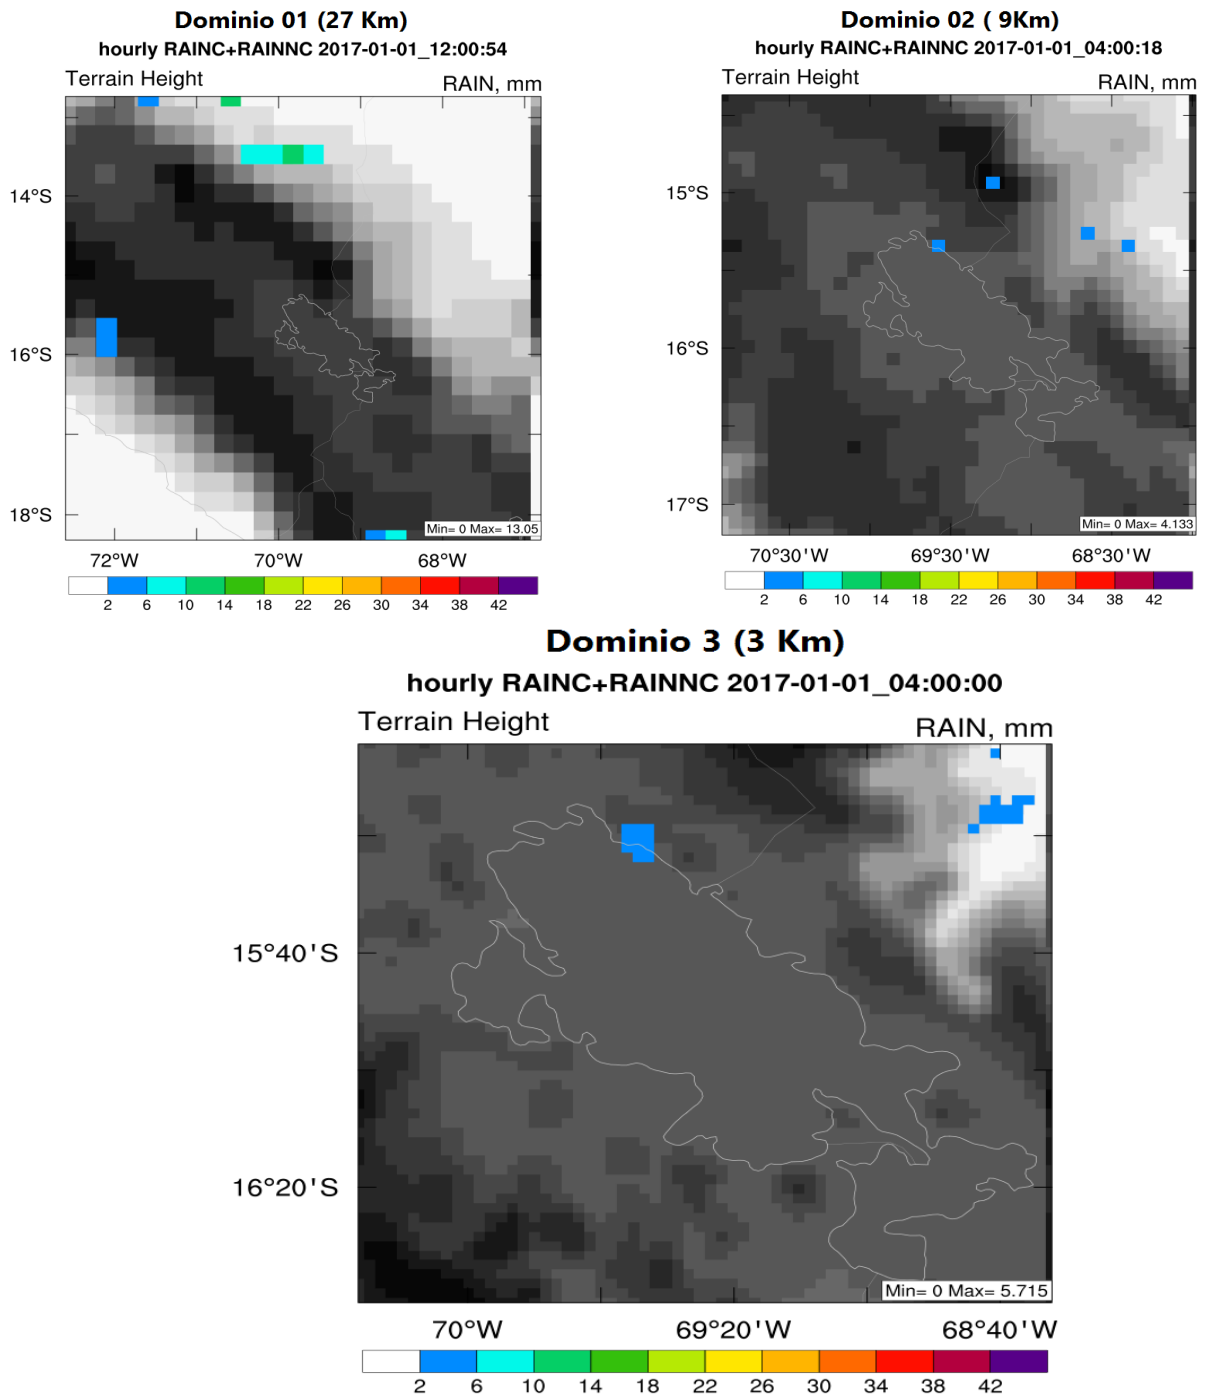 Dominio 01 (27 Km)
hourly RAINC+RAINNC 2017-01-01_12:00:54
Terrain Height RAIN, mm
14°S
16°S
18°S
Min= 0 Max= 13.05
72°W 70°W 68°W
2 6 10 14 18 22 26 30 34 38 42
Dominio 02 ( 9Km)
hourly RAINC+RAINNC 2017-01-01_04:00:18
Terrain Height RAIN, mm
15°S
16°S
17°S
Min= 0 Max= 4.133
70°30'W 69°30'W 68°30'W
2 6 10 14 18 22 26 30 34 38 42
Dominio 3 (3 Km)
hourly RAINC+RAINNC 2017-01-01_04:00:00
Terrain Height RAIN, mm
15°40'S
16°20'S
Min= 0 Max= 5.715
70°W 69°20'W 68°40'W
2 6 10 14 18 22 26 30 34 38 42